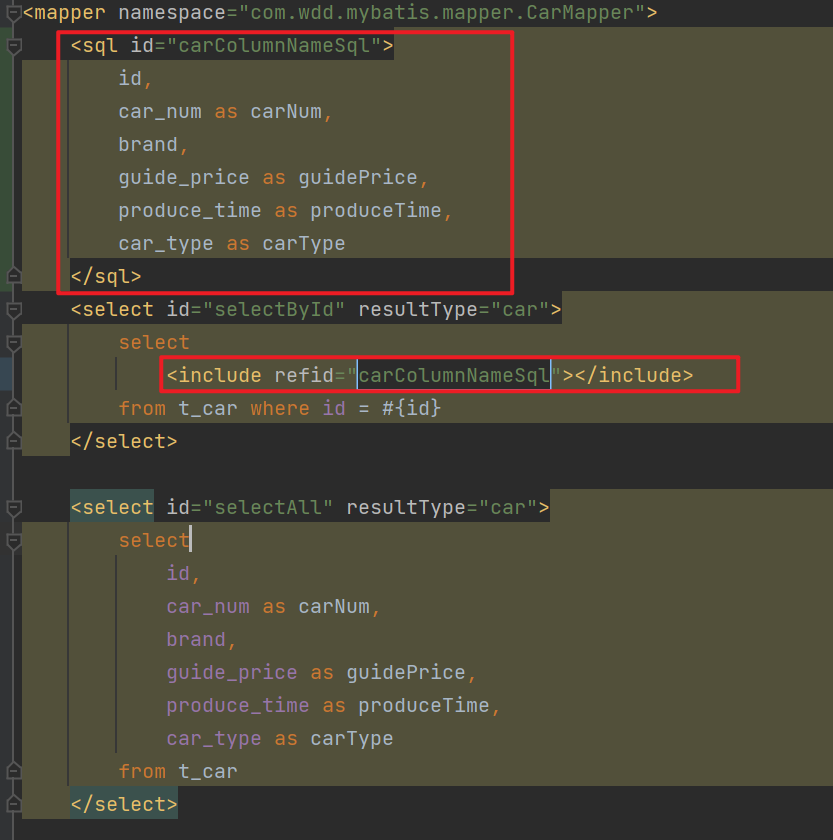 <mapper namespace="com.wdd.mybatis.mapper.CarMapper">
<sql id="carColumnNameSql">
id,
car_num as carNum,
brand,
guide_price as guidePrice,
produce_time as produceTime,
car_type as carType
</sql>
<select id="selectById" resultType="car">
select
<include refid="carColumnNameSql"></include>
from t_car where id = #{id}
</select>
<select id="selectAll" resultType="car">
select
id,
car_num as carNum,
brand,
guide_price as guidePrice,
produce_time as produceTime,
car_type as carType
from t_car
</select>